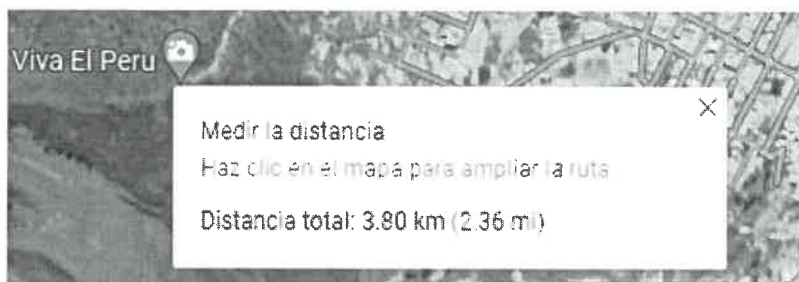 Viva El Peru
Medir la distancia
Haz clic en el mapa para ampliar la ruta
Distancia total: 3.80 km (2.36 mi)